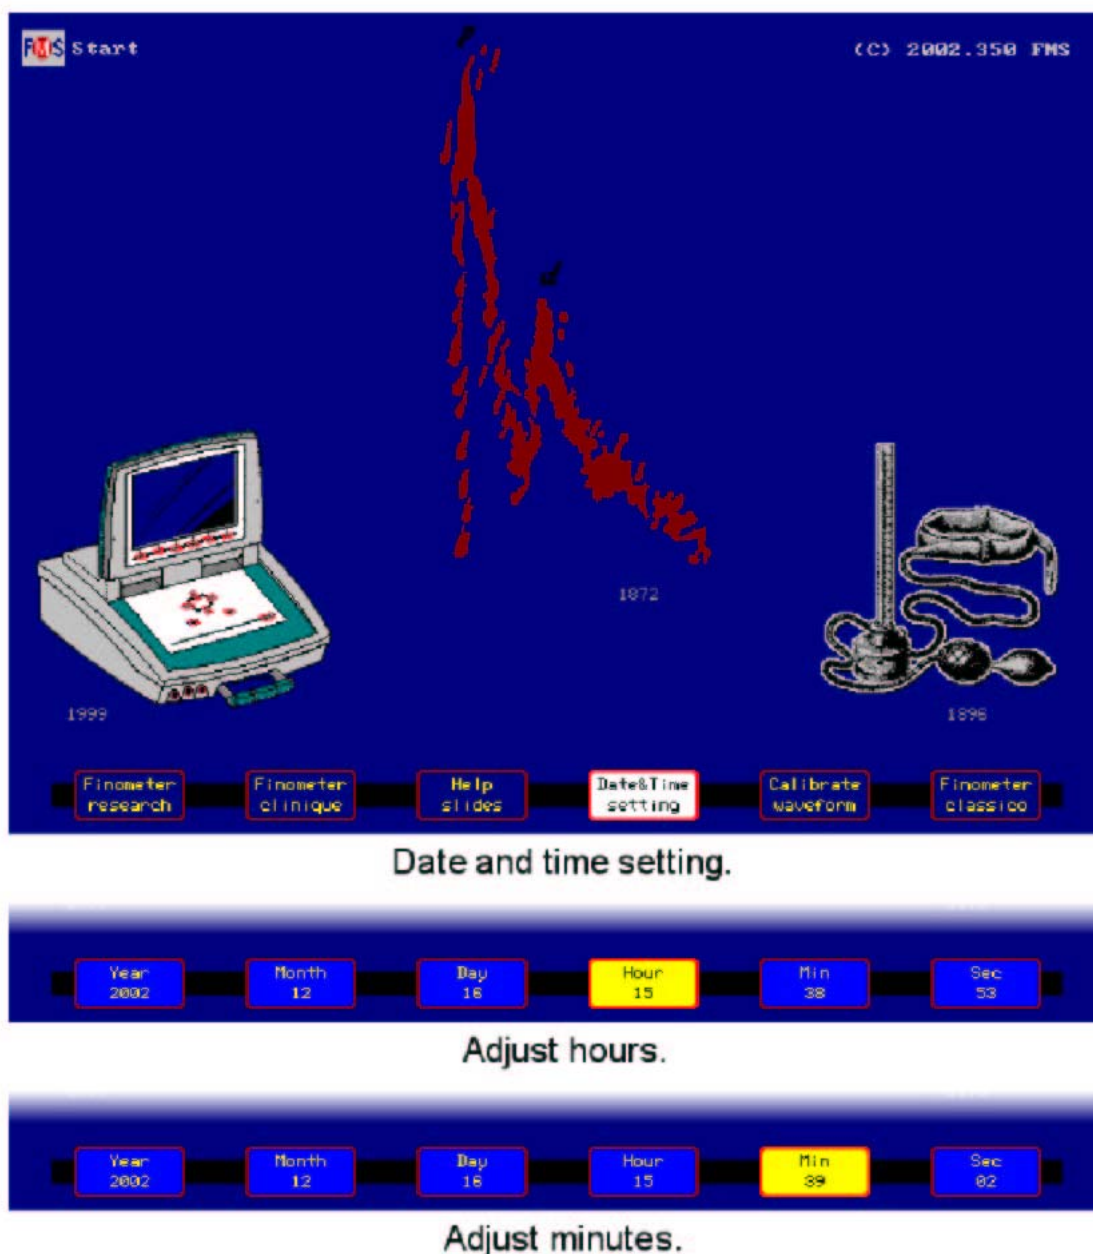 FMS Start
(C) 2002.350 FMS
1872
1999
1896
Finometer research
Finometer clinique
Help slides
Date&Time setting
Calibrate waveform
Finometer classico
Date and time setting.
Year 2002
Month 12
Day 16
Hour 15
Min 38
Sec 53
Adjust hours.
Year 2002
Month 12
Day 16
Hour 15
Min 39
Sec 02
Adjust minutes.